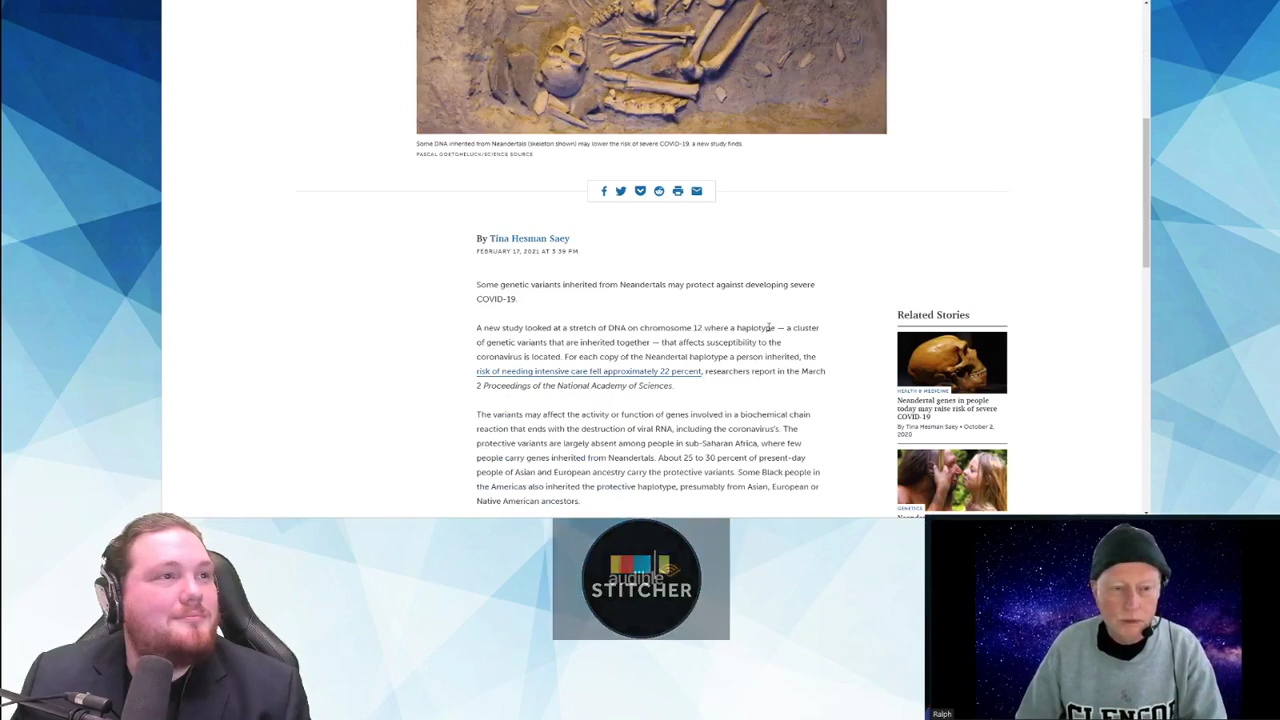 Some DNA inherited from Neandertals (skeleton shown) may lower the risk of severe COVID-19, a new study finds.
PASCAL GOETGHELUCK/SCIENCE SOURCE
By Tina Hesman Saey
FEBRUARY 17, 2021 AT 3:39 PM
Some genetic variants inherited from Neandertals may protect against developing severe
COVID-19.
A new study looked at a stretch of DNA on chromosome 12 where a haplotype — a cluster
of genetic variants that are inherited together — that affects susceptibility to the
coronavirus is located. For each copy of the Neandertal haplotype a person inherited, the
risk of needing intensive care fell approximately 22 percent, researchers report in the March
2 Proceedings of the National Academy of Sciences.
The variants may affect the activity or function of genes involved in a biochemical chain
reaction that ends with the destruction of viral RNA, including the coronavirus's. The
protective variants are largely absent among people in sub-Saharan Africa, where few
people carry genes inherited from Neandertals. About 25 to 30 percent of present-day
people of Asian and European ancestry carry the protective variants. Some Black people in
the Americas also inherited the protective haplotype, presumably from Asian, European or
Native American ancestors.
Related Stories
HEALTH & MEDICINE
Neandertal genes in people
today may raise risk of severe
COVID-19
By Tina Hesman Saey • October 2,
2020
GENETICS
audible
STITCHER
GLENCO
Ralph